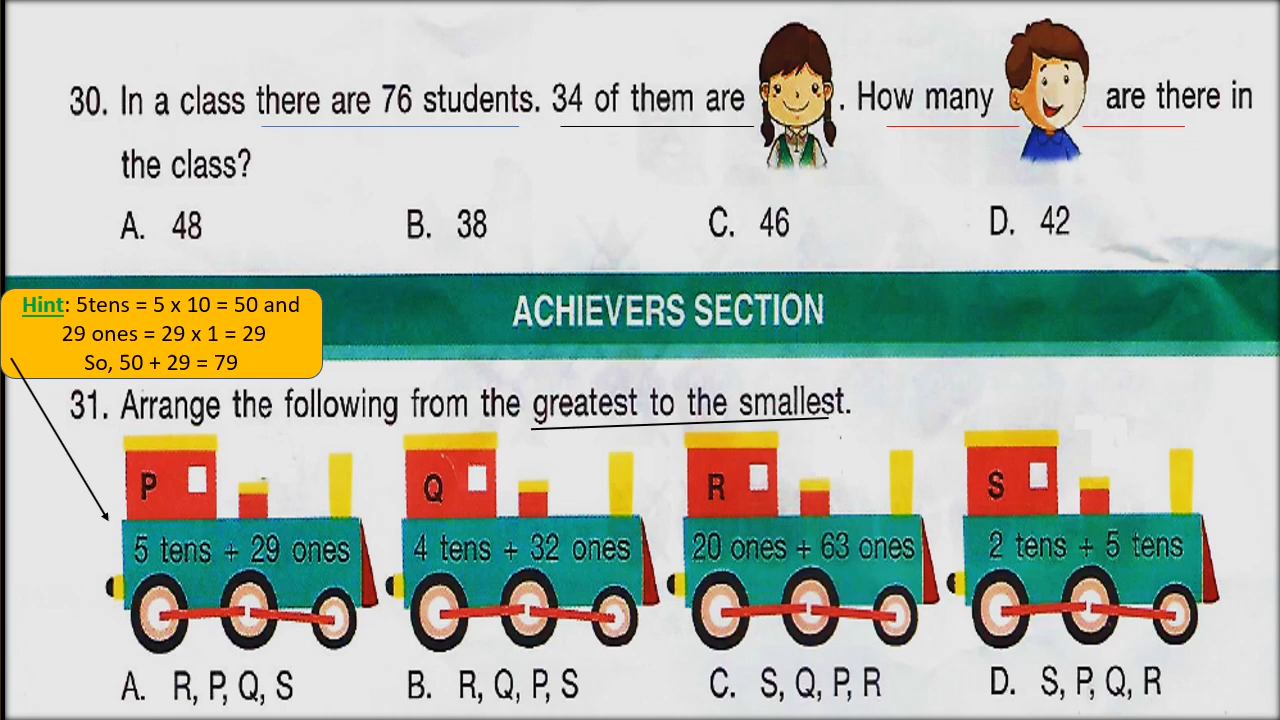 30. In a class there are 76 students. 34 of them are . How many are there in
the class?
A. 48 B. 38 C. 46 D. 42
ACHIEVERS SECTION
Hint: 5tens = 5 x 10 = 50 and
29 ones = 29 x 1 = 29
So, 50 + 29 = 79
31. Arrange the following from the greatest to the smallest.
P Q R S
5 tens + 29 ones 4 tens + 32 ones 20 ones + 63 ones 2 tens + 5 tens
A. R, P, Q, S B. R, Q, P, S C. S, Q, P, R D. S, P, Q, R